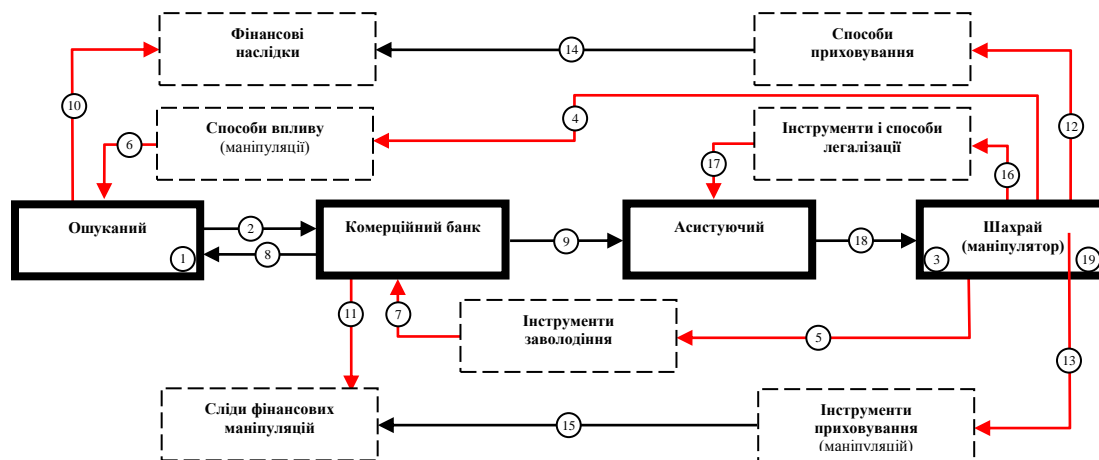 Фінансові
наслідки
14
Способи
приховування
10
4
12
6
Способи впливу
(маніпуляції)
Інструменти і способи
легалізації
17
16
Ошуканий
1
2
8
Комерційний банк
9
Асистуючий
18
Шахрай
(маніпулятор)
3
19
11
7
Інструменти
заволодіння
5
13
Сліди фінансових
маніпуляцій
15
Інструменти
приховування
(маніпуляцій)